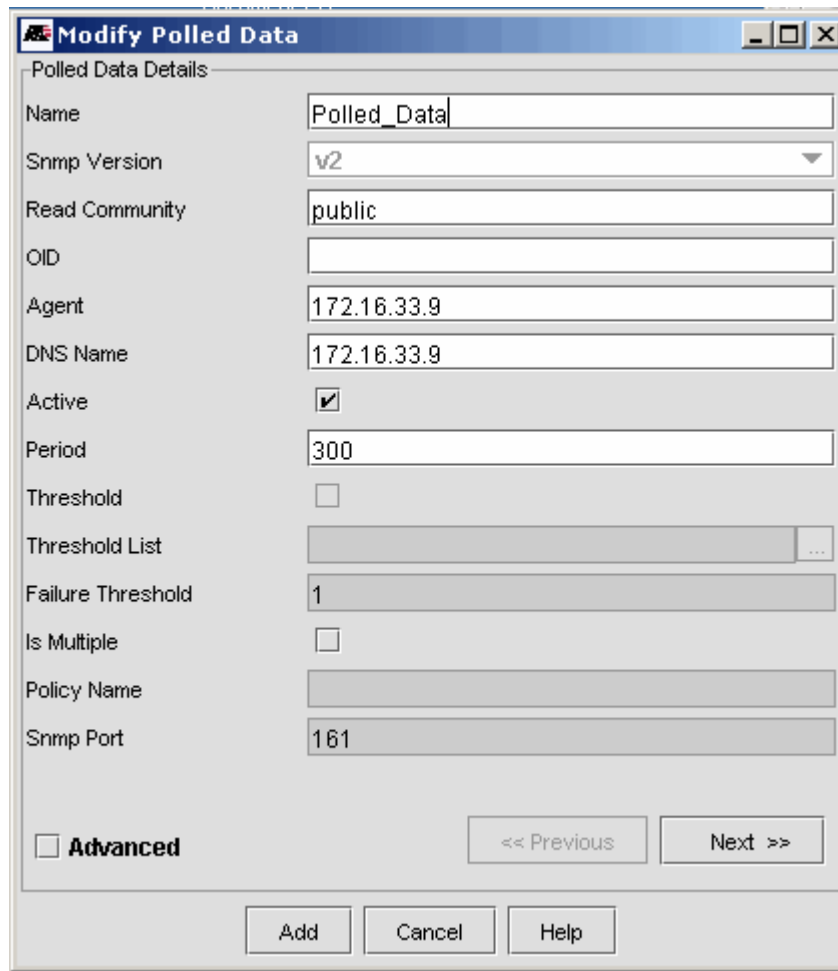 Modify Polled Data
Polled Data Details
Name Polled_Data
Snmp Version v2
Read Community public
OID
Agent 172.16.33.9
DNS Name 172.16.33.9
Active
Period 300
Threshold
Threshold List ...
Failure Threshold 1
Is Multiple
Policy Name
Snmp Port 161
Advanced << Previous Next >>
Add Cancel Help